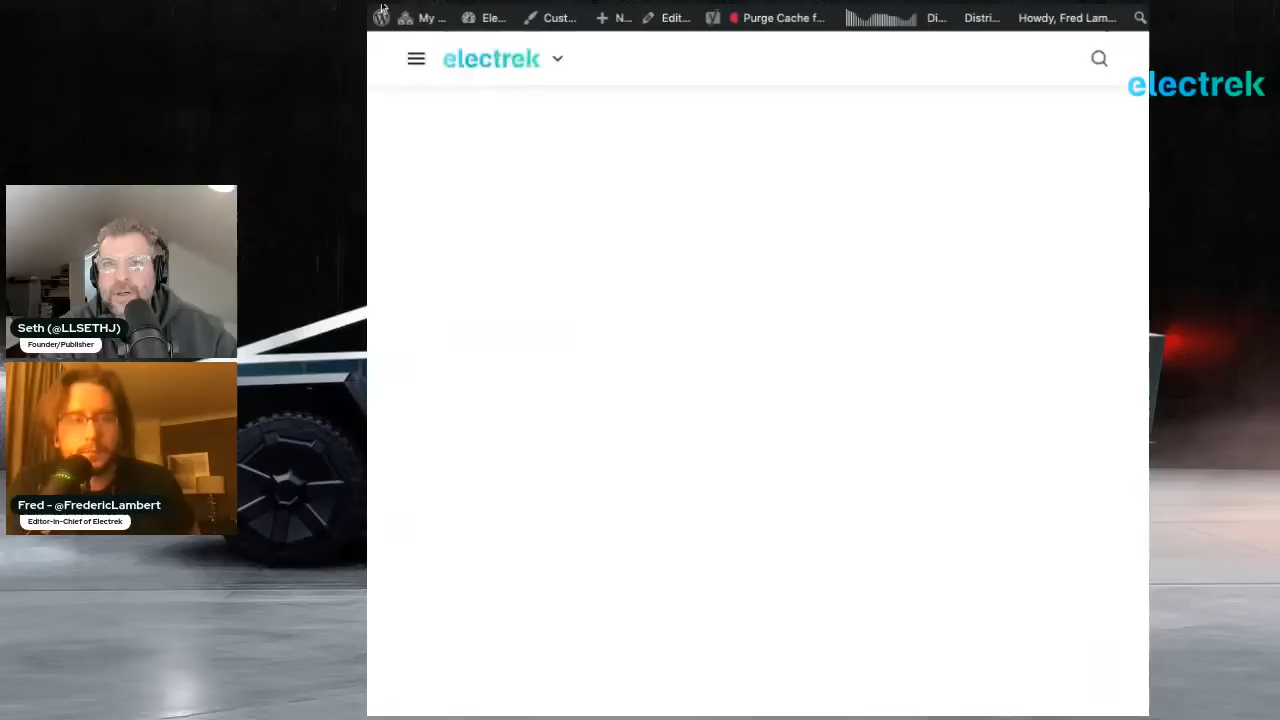 My ...
Ele...
Cust...
N...
Edit...
Purge Cache f...
Di...
Distri...
Howdy, Fred Lam...
electrek
electrek
Seth (@LLSETHJ)
Founder/Publisher
Fred - @FredericLambert
Editor-in-Chief of Electrek